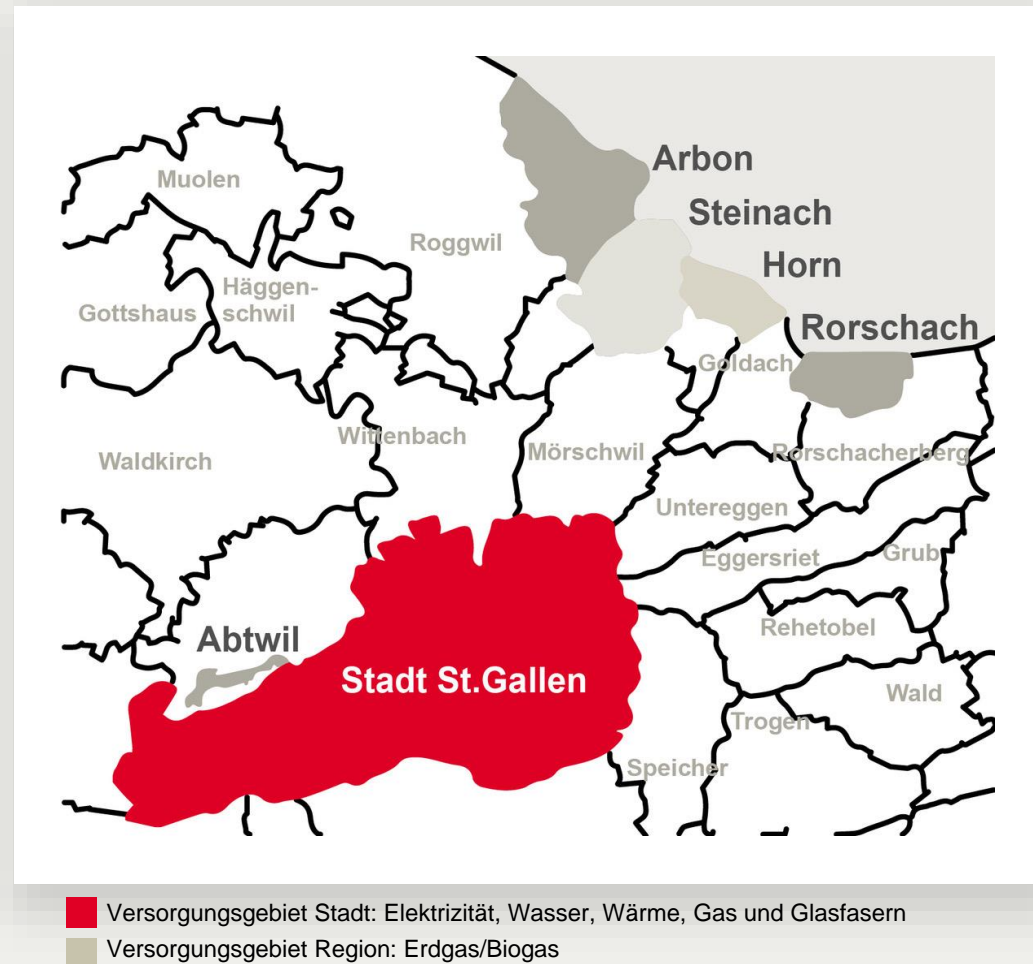 Arbon
Muolen
Steinach
Roggwil
Horn
Häggen-
schwil
Gottshaus
Rorschach
Goldach
Wittenbach
Mörschwil
Rorschacherberg
Waldkirch
Untereggen
Eggersriet
Grub
Abtwil
Rehetobel
Stadt St.Gallen
Wald
Trogen
Speicher
Versorgungsgebiet Stadt: Elektrizität, Wasser, Wärme, Gas und Glasfasern
Versorgungsgebiet Region: Erdgas/Biogas